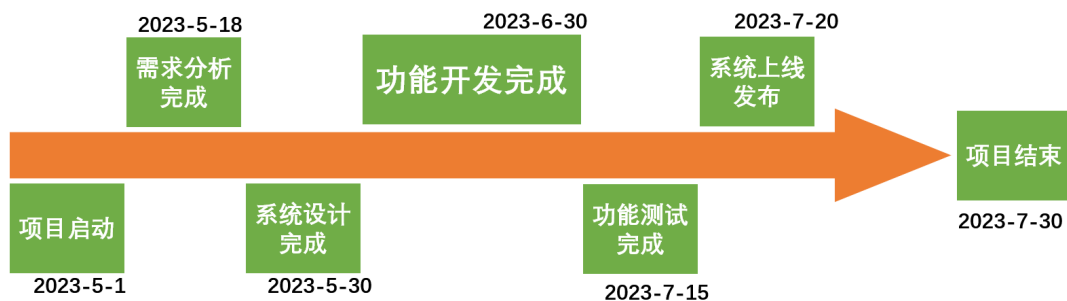 2023-5-18
需求分析
完成
2023-6-30
功能开发完成
2023-7-20
系统上线
发布
项目结束
2023-7-30
项目启动
2023-5-1
系统设计
完成
2023-5-30
功能测试
完成
2023-7-15